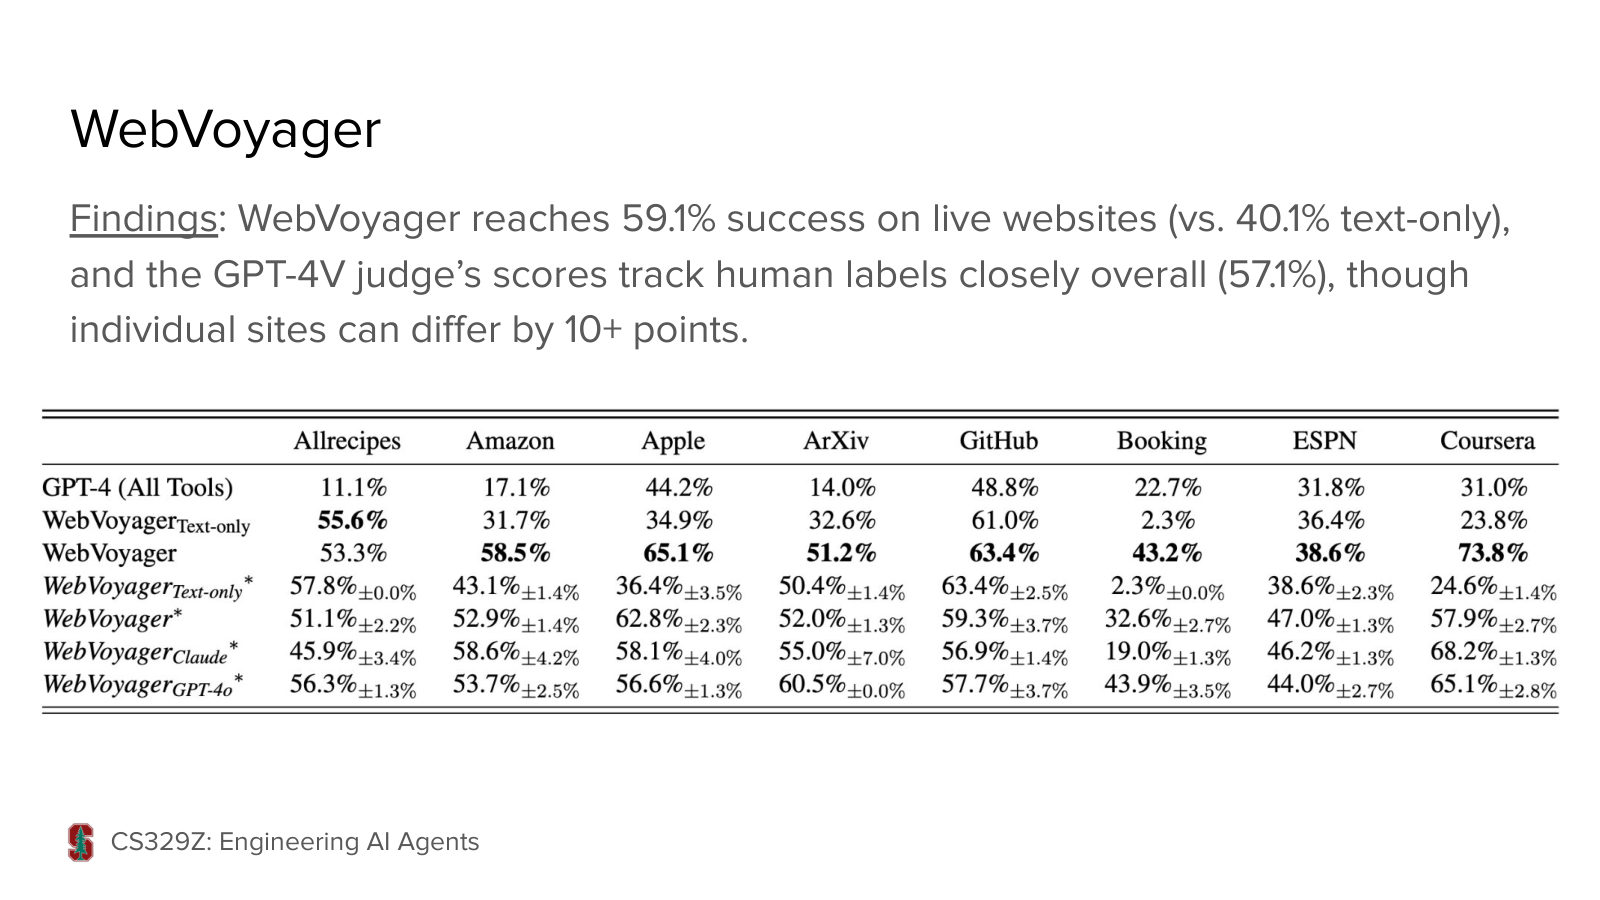 WebVoyager
Findings: WebVoyager reaches 59.1% success on live websites (vs. 40.1% text-only),
and the GPT-4V judge’s scores track human labels closely overall (57.1%), though
individual sites can differ by 10+ points.
Allrecipes Amazon Apple ArXiv GitHub Booking ESPN Coursera
GPT-4 (All Tools) 11.1% 17.1% 44.2% 14.0% 48.8% 22.7% 31.8% 31.0%
WebVoyagerText-only 55.6% 31.7% 34.9% 32.6% 61.0% 2.3% 36.4% 23.8%
WebVoyager 53.3% 58.5% 65.1% 51.2% 63.4% 43.2% 38.6% 73.8%
WebVoyagerText-only* 57.8%±0.0% 43.1%±1.4% 36.4%±3.5% 50.4%±1.4% 63.4%±2.5% 2.3%±0.0% 38.6%±2.3% 24.6%±1.4%
WebVoyager* 51.1%±2.2% 52.9%±1.4% 62.8%±2.3% 52.0%±1.3% 59.3%±3.7% 32.6%±2.7% 47.0%±1.3% 57.9%±2.7%
WebVoyagerClaude* 45.9%±3.4% 58.6%±4.2% 58.1%±4.0% 55.0%±7.0% 56.9%±1.4% 19.0%±1.3% 46.2%±1.3% 68.2%±1.3%
WebVoyagerGPT-4o* 56.3%±1.3% 53.7%±2.5% 56.6%±1.3% 60.5%±0.0% 57.7%±3.7% 43.9%±3.5% 44.0%±2.7% 65.1%±2.8%
CS329Z: Engineering AI Agents